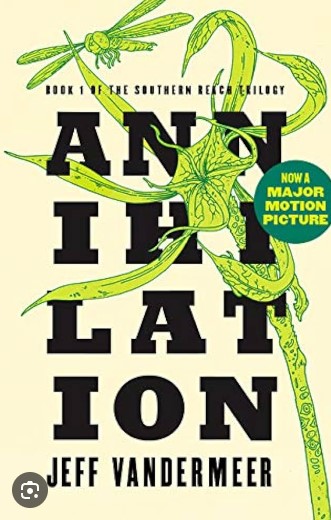 BOOK 1 OF THE SOUTHERN REACH TRILOGY
ANN
IHI
LAT
ION
NOW A
MAJOR
MOTION
PICTURE
JEFF VANDERMEER